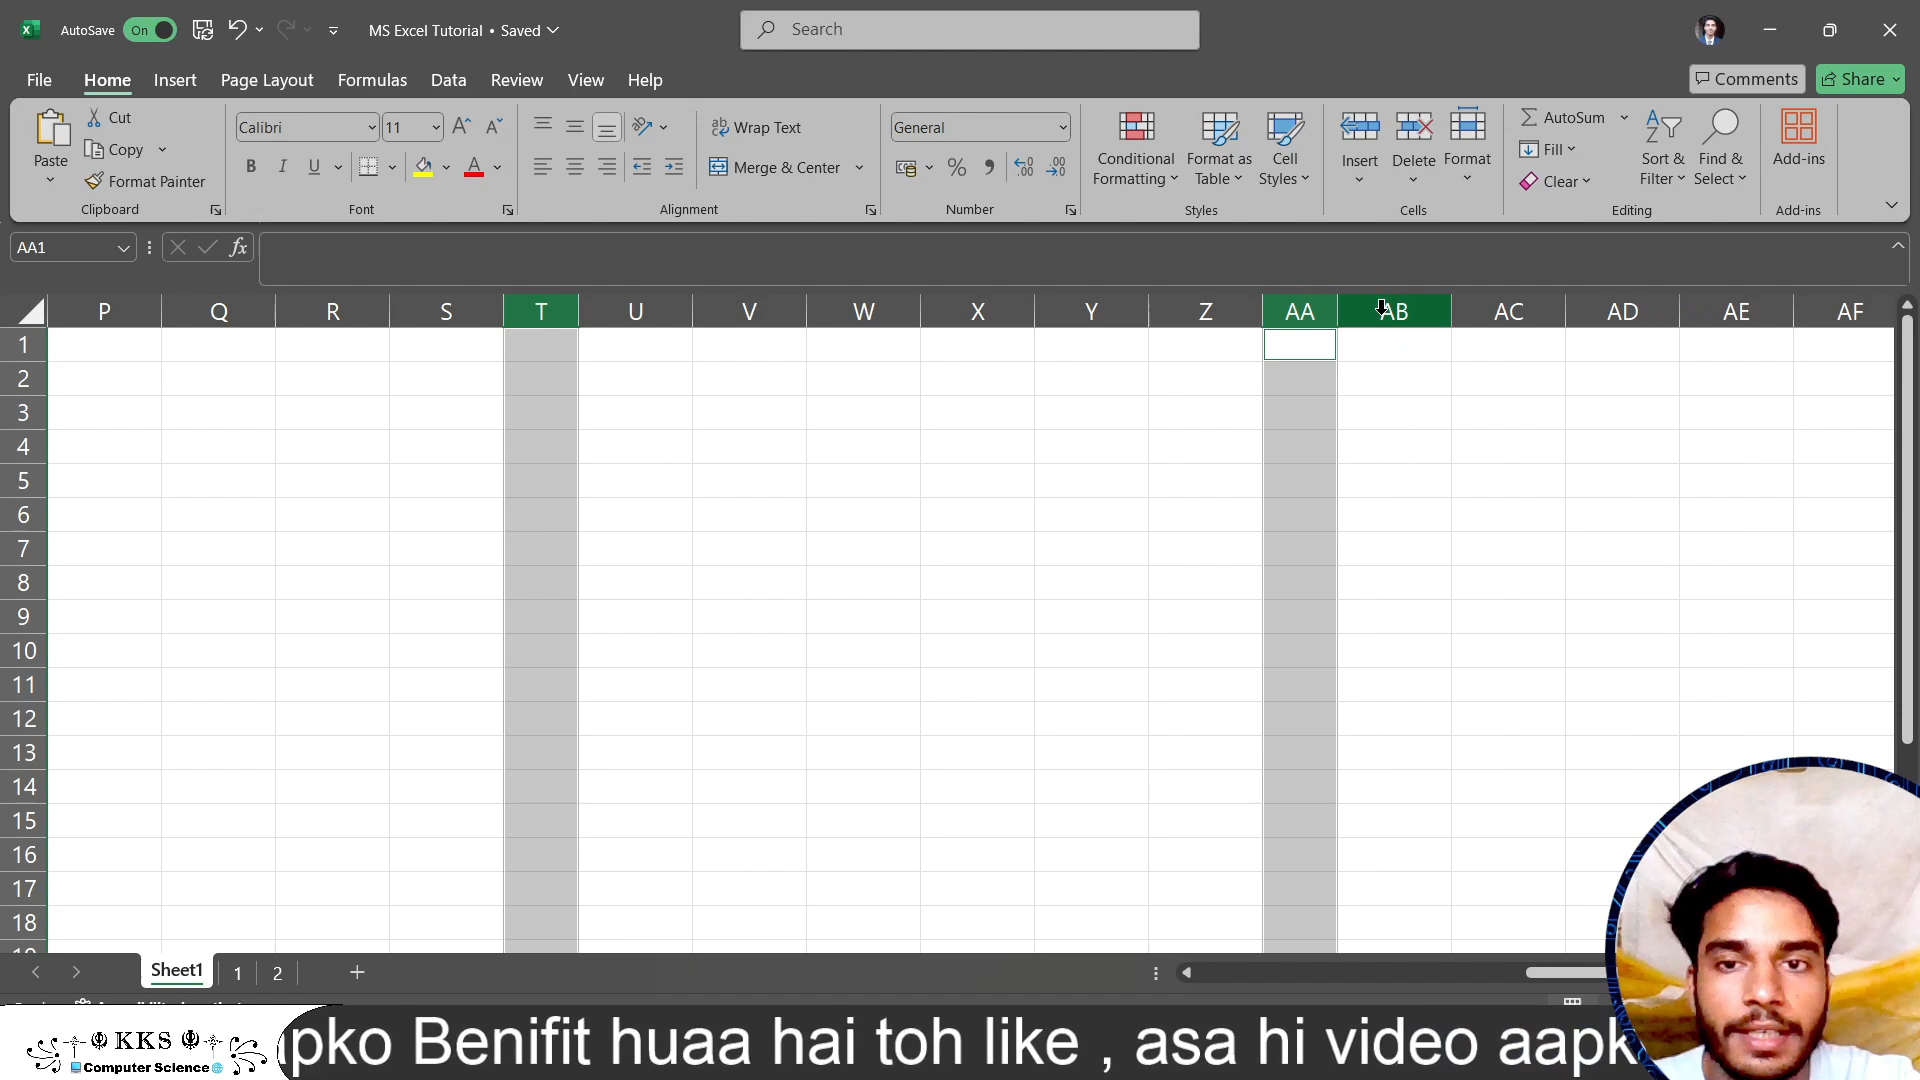 AutoSave On MS Excel Tutorial • Saved Search
File Home Insert Page Layout Formulas Data Review View Help Comments Share
Paste Cut Copy Format Painter
Clipboard
Calibri 11
B I U A
Font
Wrap Text
Merge & Center
Alignment
General
%
Number
Conditional Formatting Format as Table Cell Styles
Styles
Insert Delete Format
Cells
AutoSum
Fill
Clear
Sort & Filter Find & Select
Editing
Add-ins
Add-ins
AA1 fx
P Q R S T U V W X Y Z AA AB AC AD AE AF
1
2
3
4
5
6
7
8
9
10
11
12
13
14
15
16
17
18
Sheet1 1 2
KKS
Computer Science
pko Benifit huaa hai toh like , asa hi video aapk